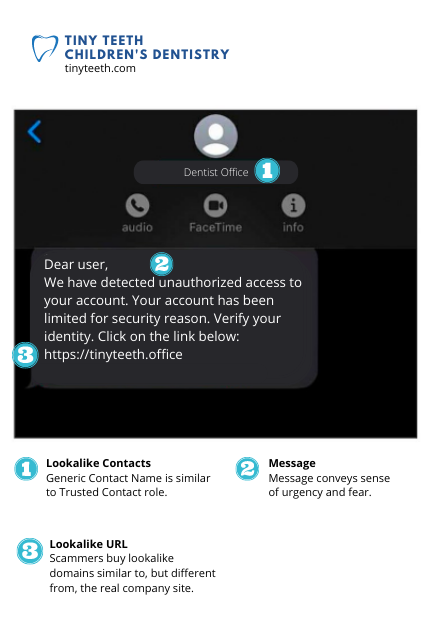 TINY TEETH
CHILDREN'S DENTISTRY
tinyteeth.com
Dentist Office 1
audio FaceTime info
Dear user, 2
We have detected unauthorized access to
your account. Your account has been
limited for security reason. Verify your
identity. Click on the link below:
3 https://tinyteeth.office
1 Lookalike Contacts
Generic Contact Name is similar
to Trusted Contact role.
2 Message
Message conveys sense
of urgency and fear.
3 Lookalike URL
Scammers buy lookalike
domains similar to, but different
from, the real company site.